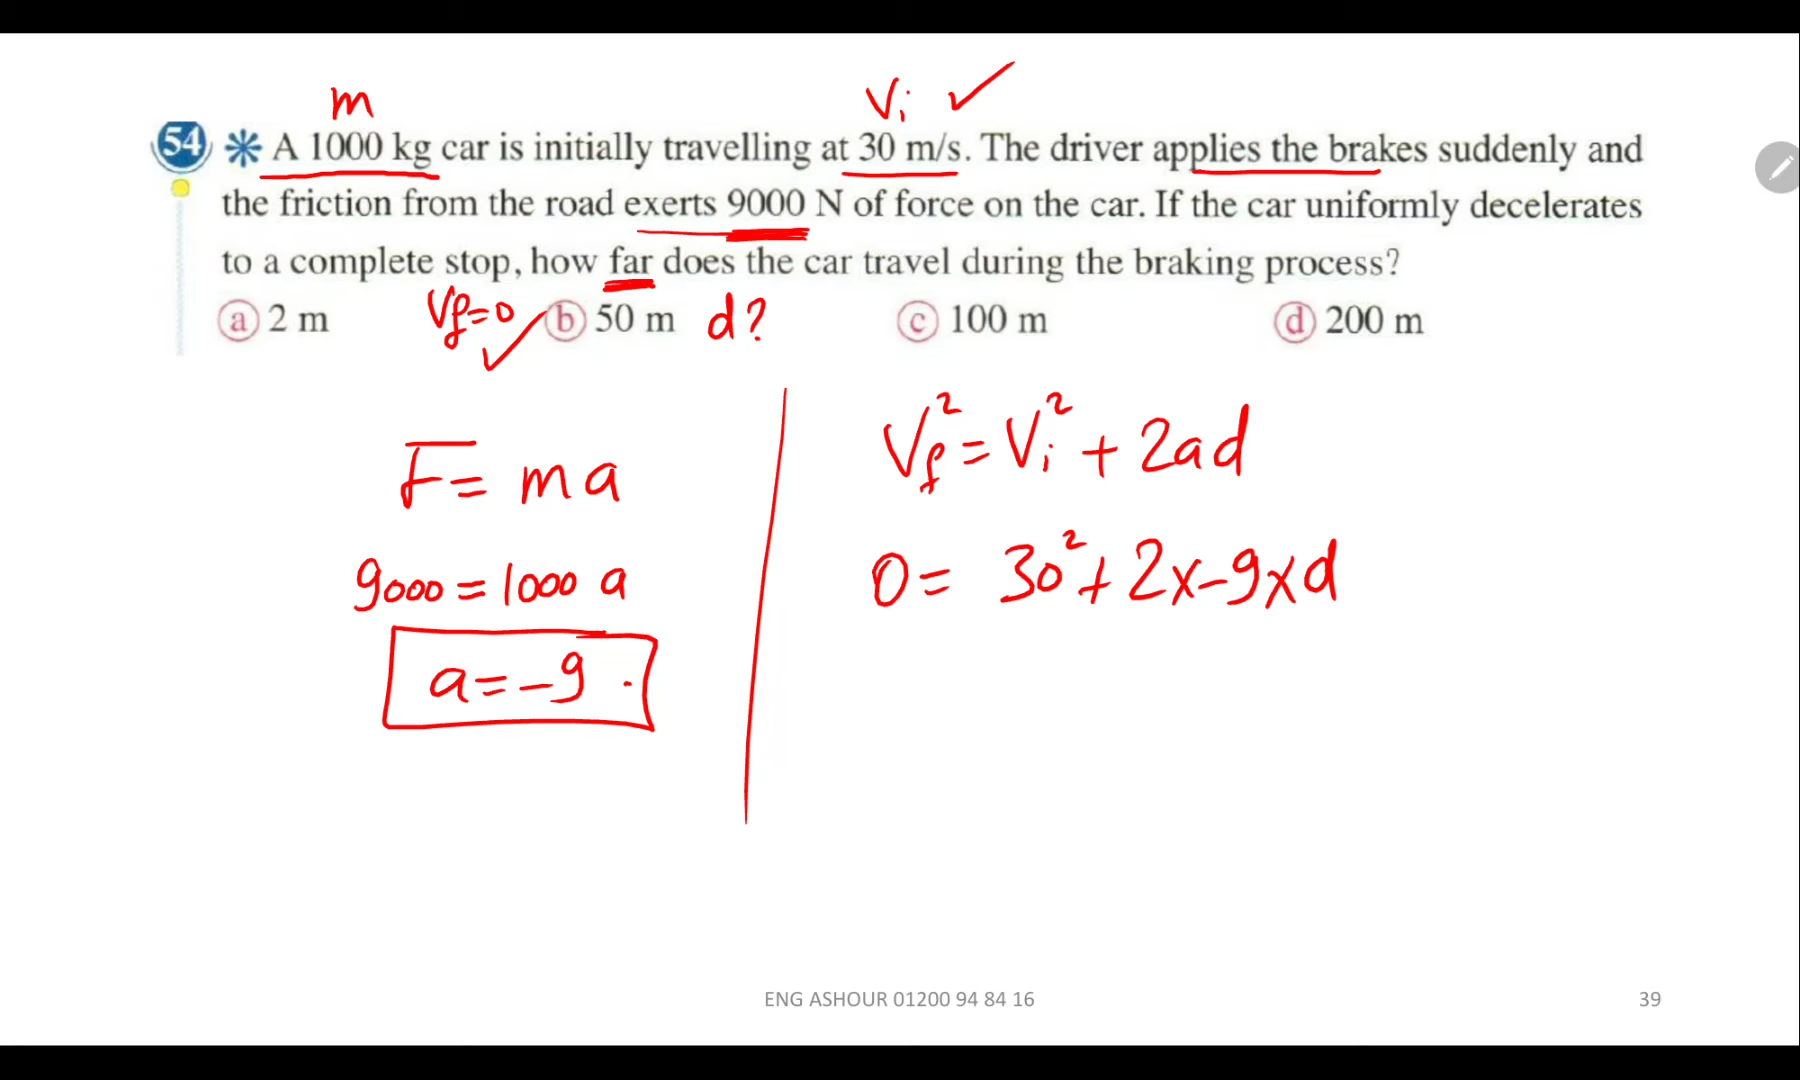 m
Vi ✓
54 * A 1000 kg car is initially travelling at 30 m/s. The driver applies the brakes suddenly and
the friction from the road exerts 9000 N of force on the car. If the car uniformly decelerates
to a complete stop, how far does the car travel during the braking process?
Vf=0 ✓
d?
a 2 m b 50 m c 100 m d 200 m
F= ma
9000 = 1000 a
a = -9 .
Vf² = Vi² + 2ad
0 = 30² + 2x-9xd
ENG ASHOUR 01200 94 84 16
39